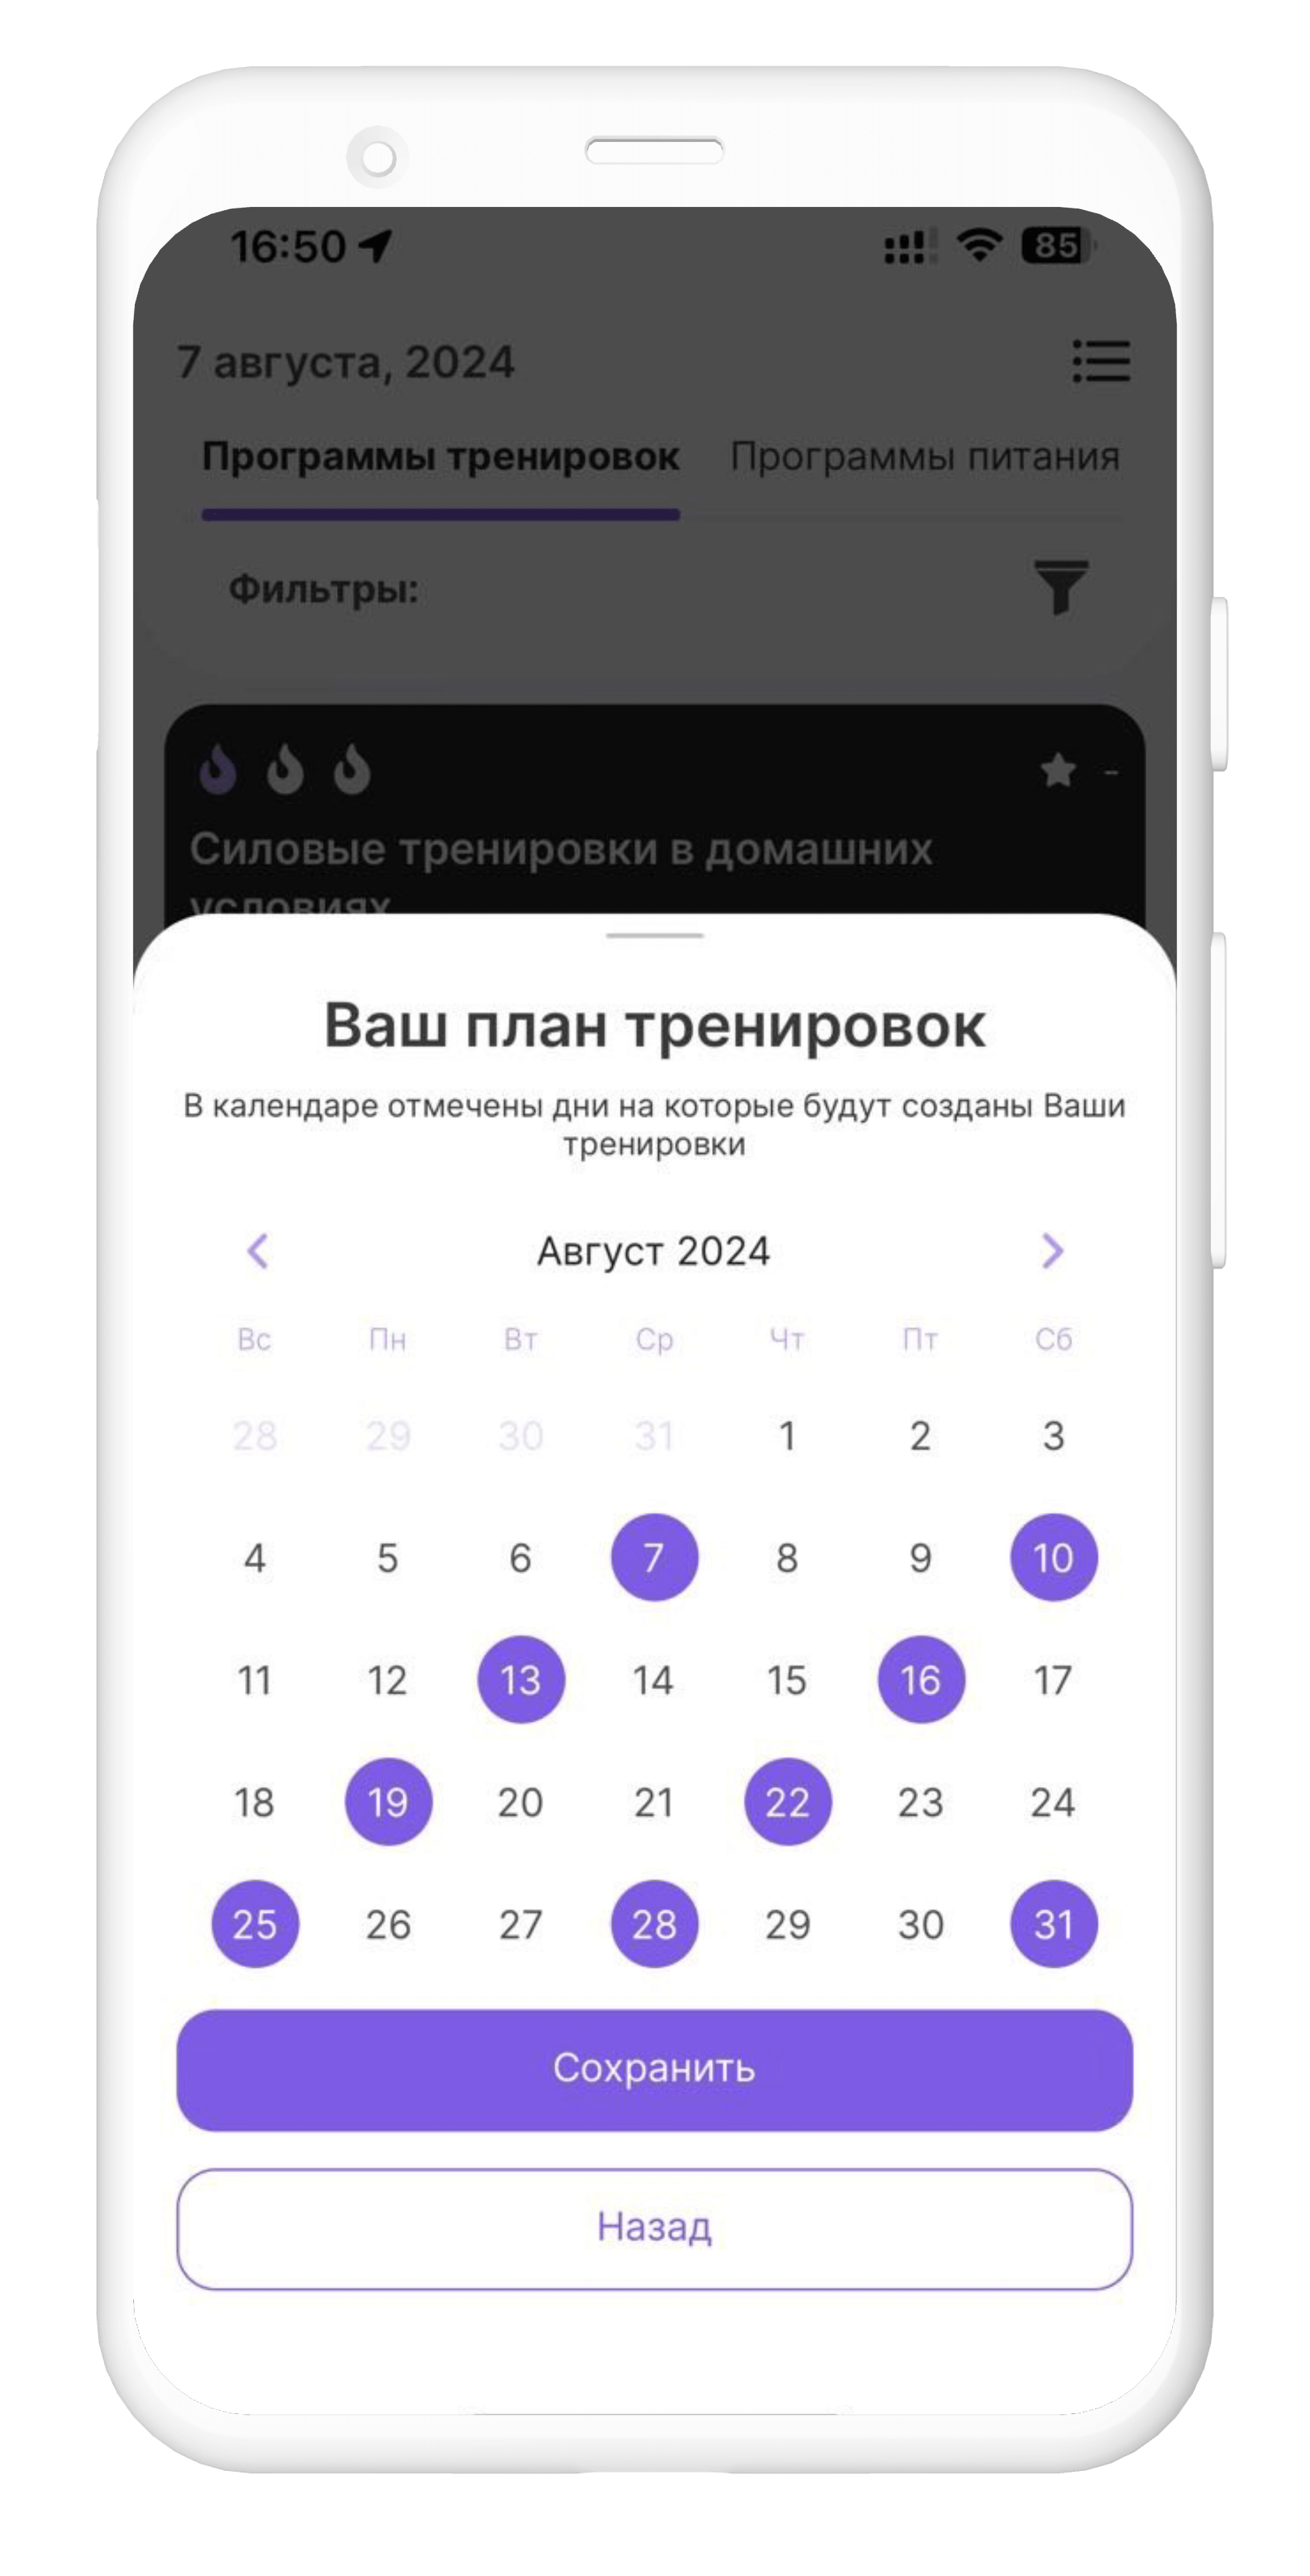 16:50
85
7 августа, 2024
Программы тренировок Программы питания
Фильтры:
-
Силовые тренировки в домашних
условиях
Ваш план тренировок
В календаре отмечены дни на которые будут созданы Ваши
тренировки
Август 2024
Вс Пн Вт Ср Чт Пт Сб
28 29 30 31 1 2 3
4 5 6 7 8 9 10
11 12 13 14 15 16 17
18 19 20 21 22 23 24
25 26 27 28 29 30 31
Сохранить
Назад